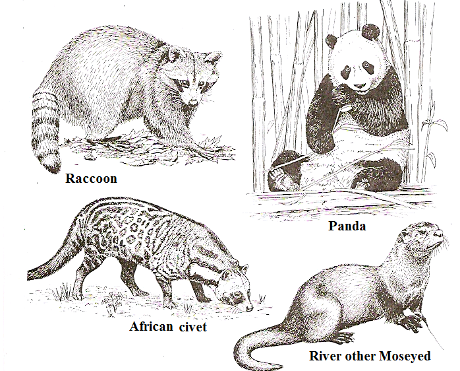 Raccoon
Panda
African civet
River other Moseyed